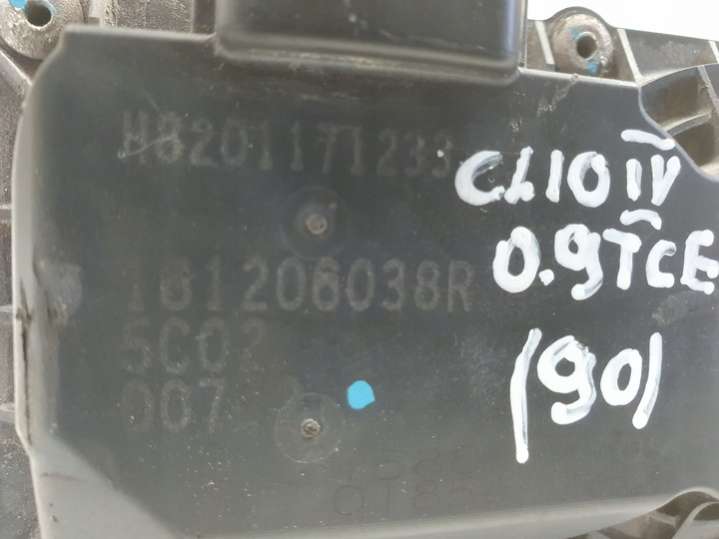 H8201171233
161206038R
5C02
007
CLIO IV
0.9TCE
(90)